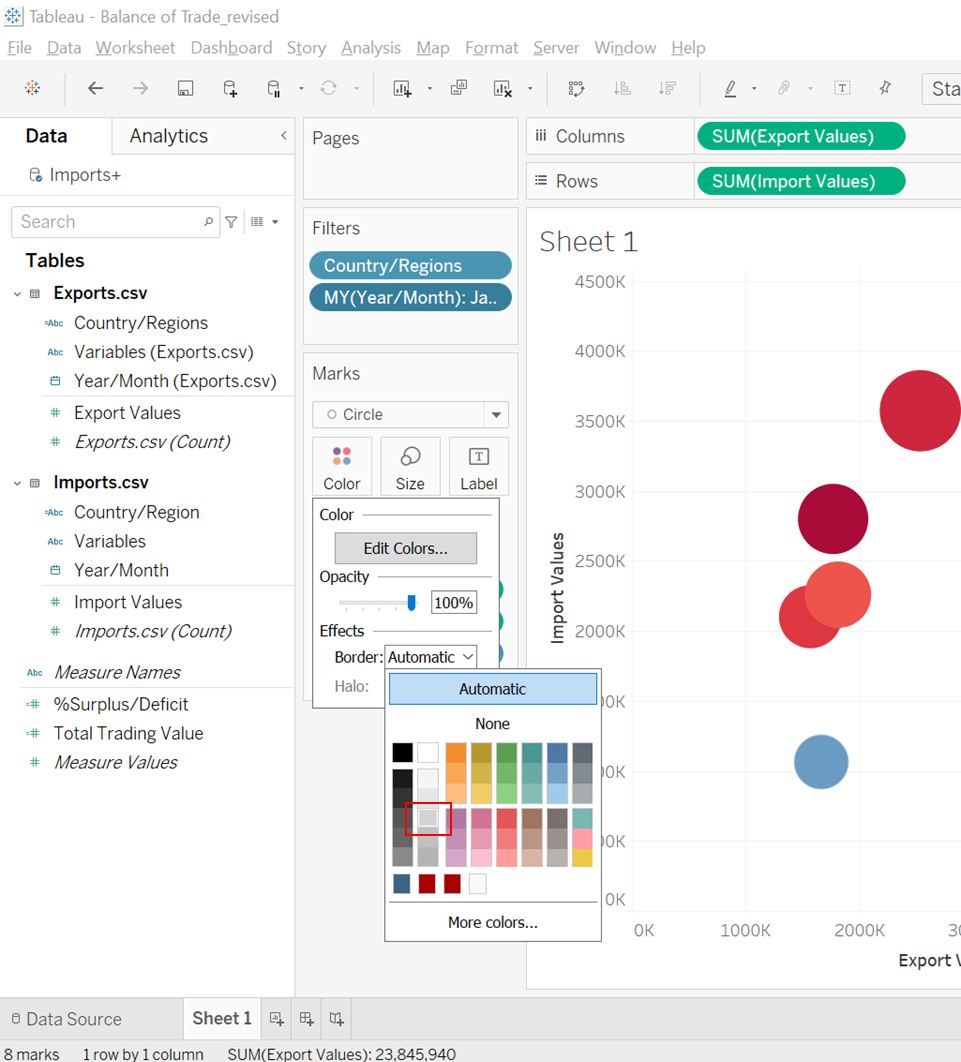 Tableau - Balance of Trade_revised
File Data Worksheet Dashboard Story Analysis Map Format Server Window Help
Sta
Data Analytics
Imports+
Search
Tables
Exports.csv
Country/Regions
Variables (Exports.csv)
Year/Month (Exports.csv)
Export Values
Exports.csv (Count)
Imports.csv
Country/Region
Variables
Year/Month
Import Values
Imports.csv (Count)
Measure Names
%Surplus/Deficit
Total Trading Value
Measure Values
Pages
Filters
Country/Regions
MY(Year/Month): Ja..
Marks
Circle
Color Size Label
Color
Edit Colors...
Opacity
100%
Effects
Border: Automatic
Halo:
Automatic
None
More colors...
Columns SUM(Export Values)
Rows SUM(Import Values)
Sheet 1
4500K
4000K
3500K
3000K
2500K
2000K
00K
00K
00K
0K
Import Values
0K 1000K 2000K 30
Export V
Data Source Sheet 1
8 marks 1 row by 1 column SUM(Export Values): 23,845,940